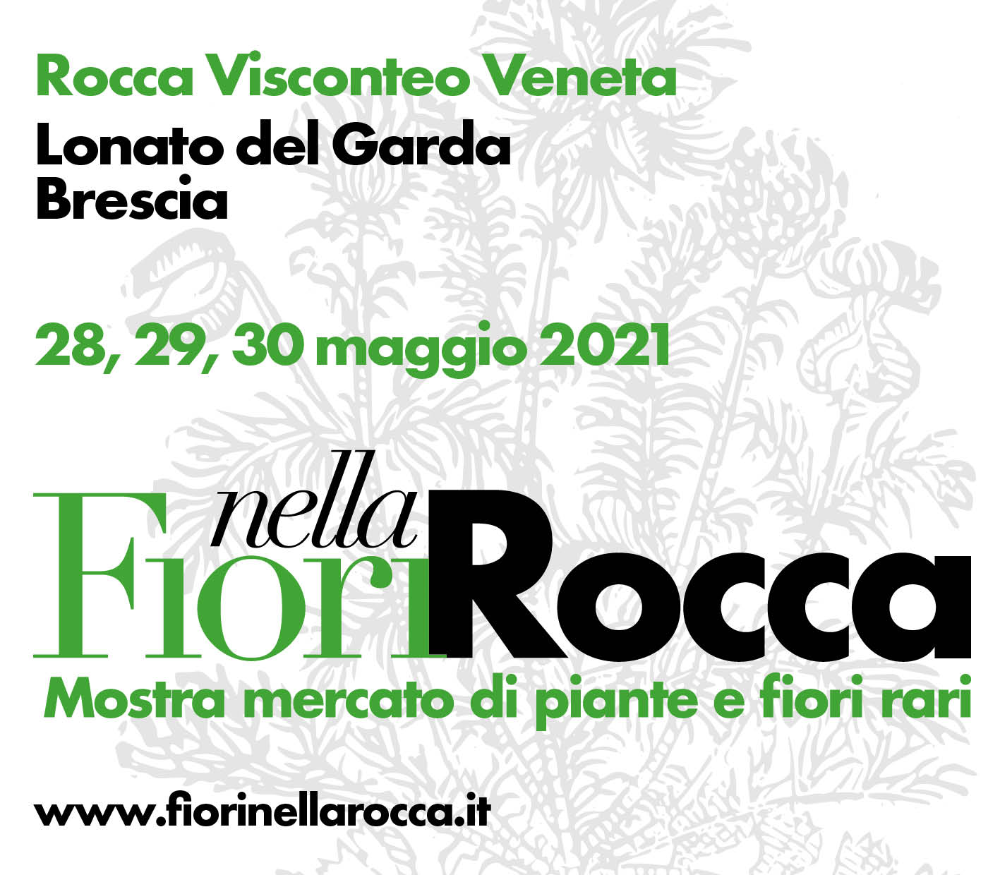 Rocca Visconteo Veneta
Lonato del Garda
Brescia
28, 29, 30 maggio 2021
Fiori nella Rocca
Mostra mercato di piante e fiori rari
www.fiorinellarocca.it